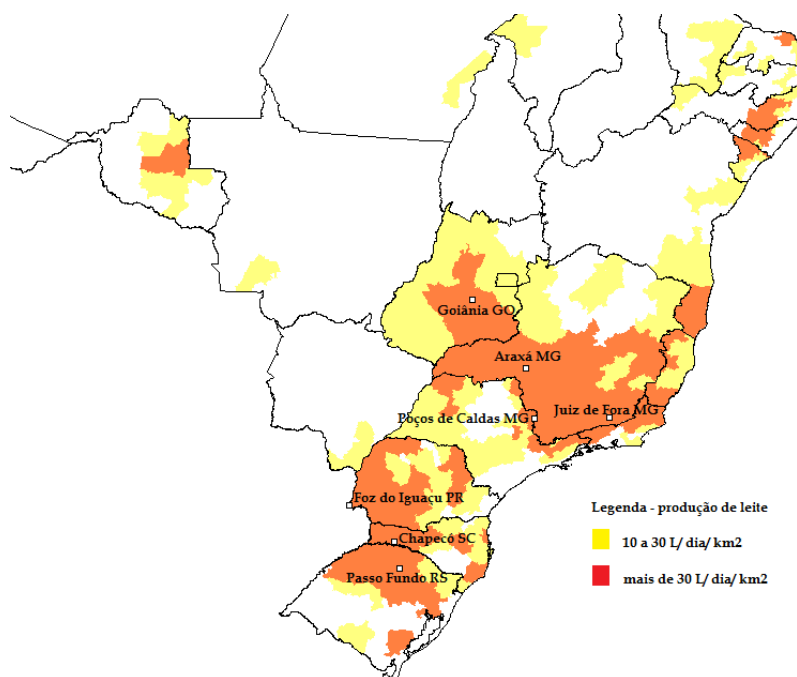 Goiânia GO
Araxá MG
Poços de Caldas MG
Juiz de Fora MG
Foz do Iguaçu PR
Chapecó SC
Passo Fundo RS
Legenda - produção de leite
10 a 30 L/ dia/ km2
mais de 30 L/ dia/ km2